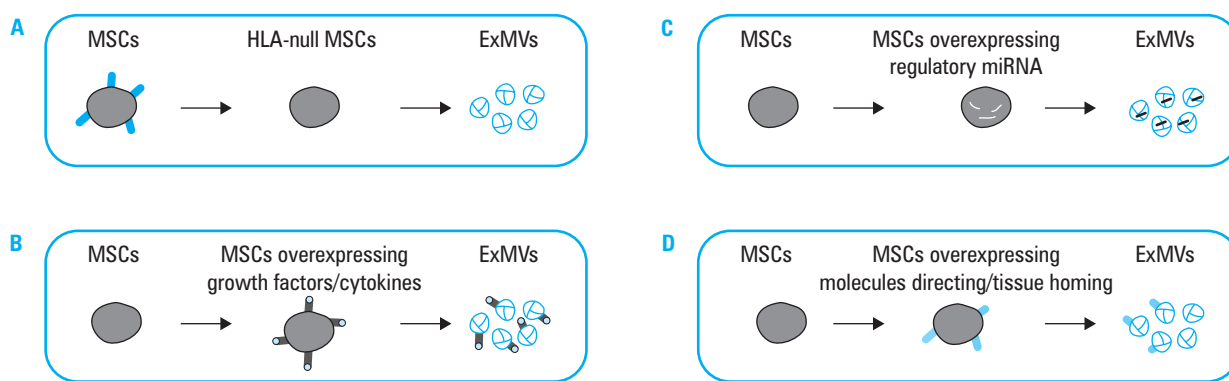 A
MSCs
HLA-null MSCs
ExMVs
B
MSCs
MSCs overexpressing
growth factors/cytokines
ExMVs
C
MSCs
MSCs overexpressing
regulatory miRNA
ExMVs
D
MSCs
MSCs overexpressing
molecules directing/tissue homing
ExMVs